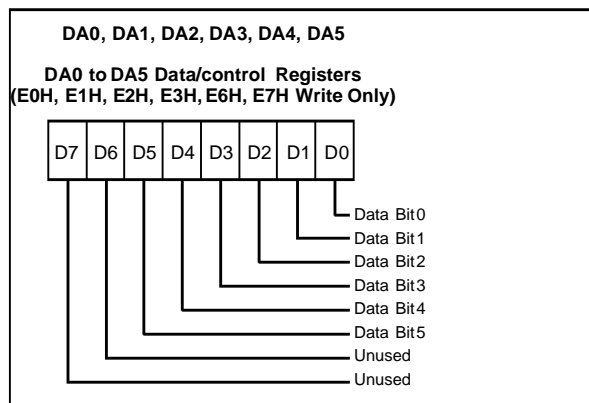 DA0, DA1, DA2, DA3, DA4, DA5
DA0 to DA5 Data/control Registers
(E0H, E1H, E2H, E3H, E6H, E7H Write Only)
D7 D6 D5 D4 D3 D2 D1 D0
Data Bit0
Data Bit1
Data Bit2
Data Bit3
Data Bit4
Data Bit5
Unused
Unused